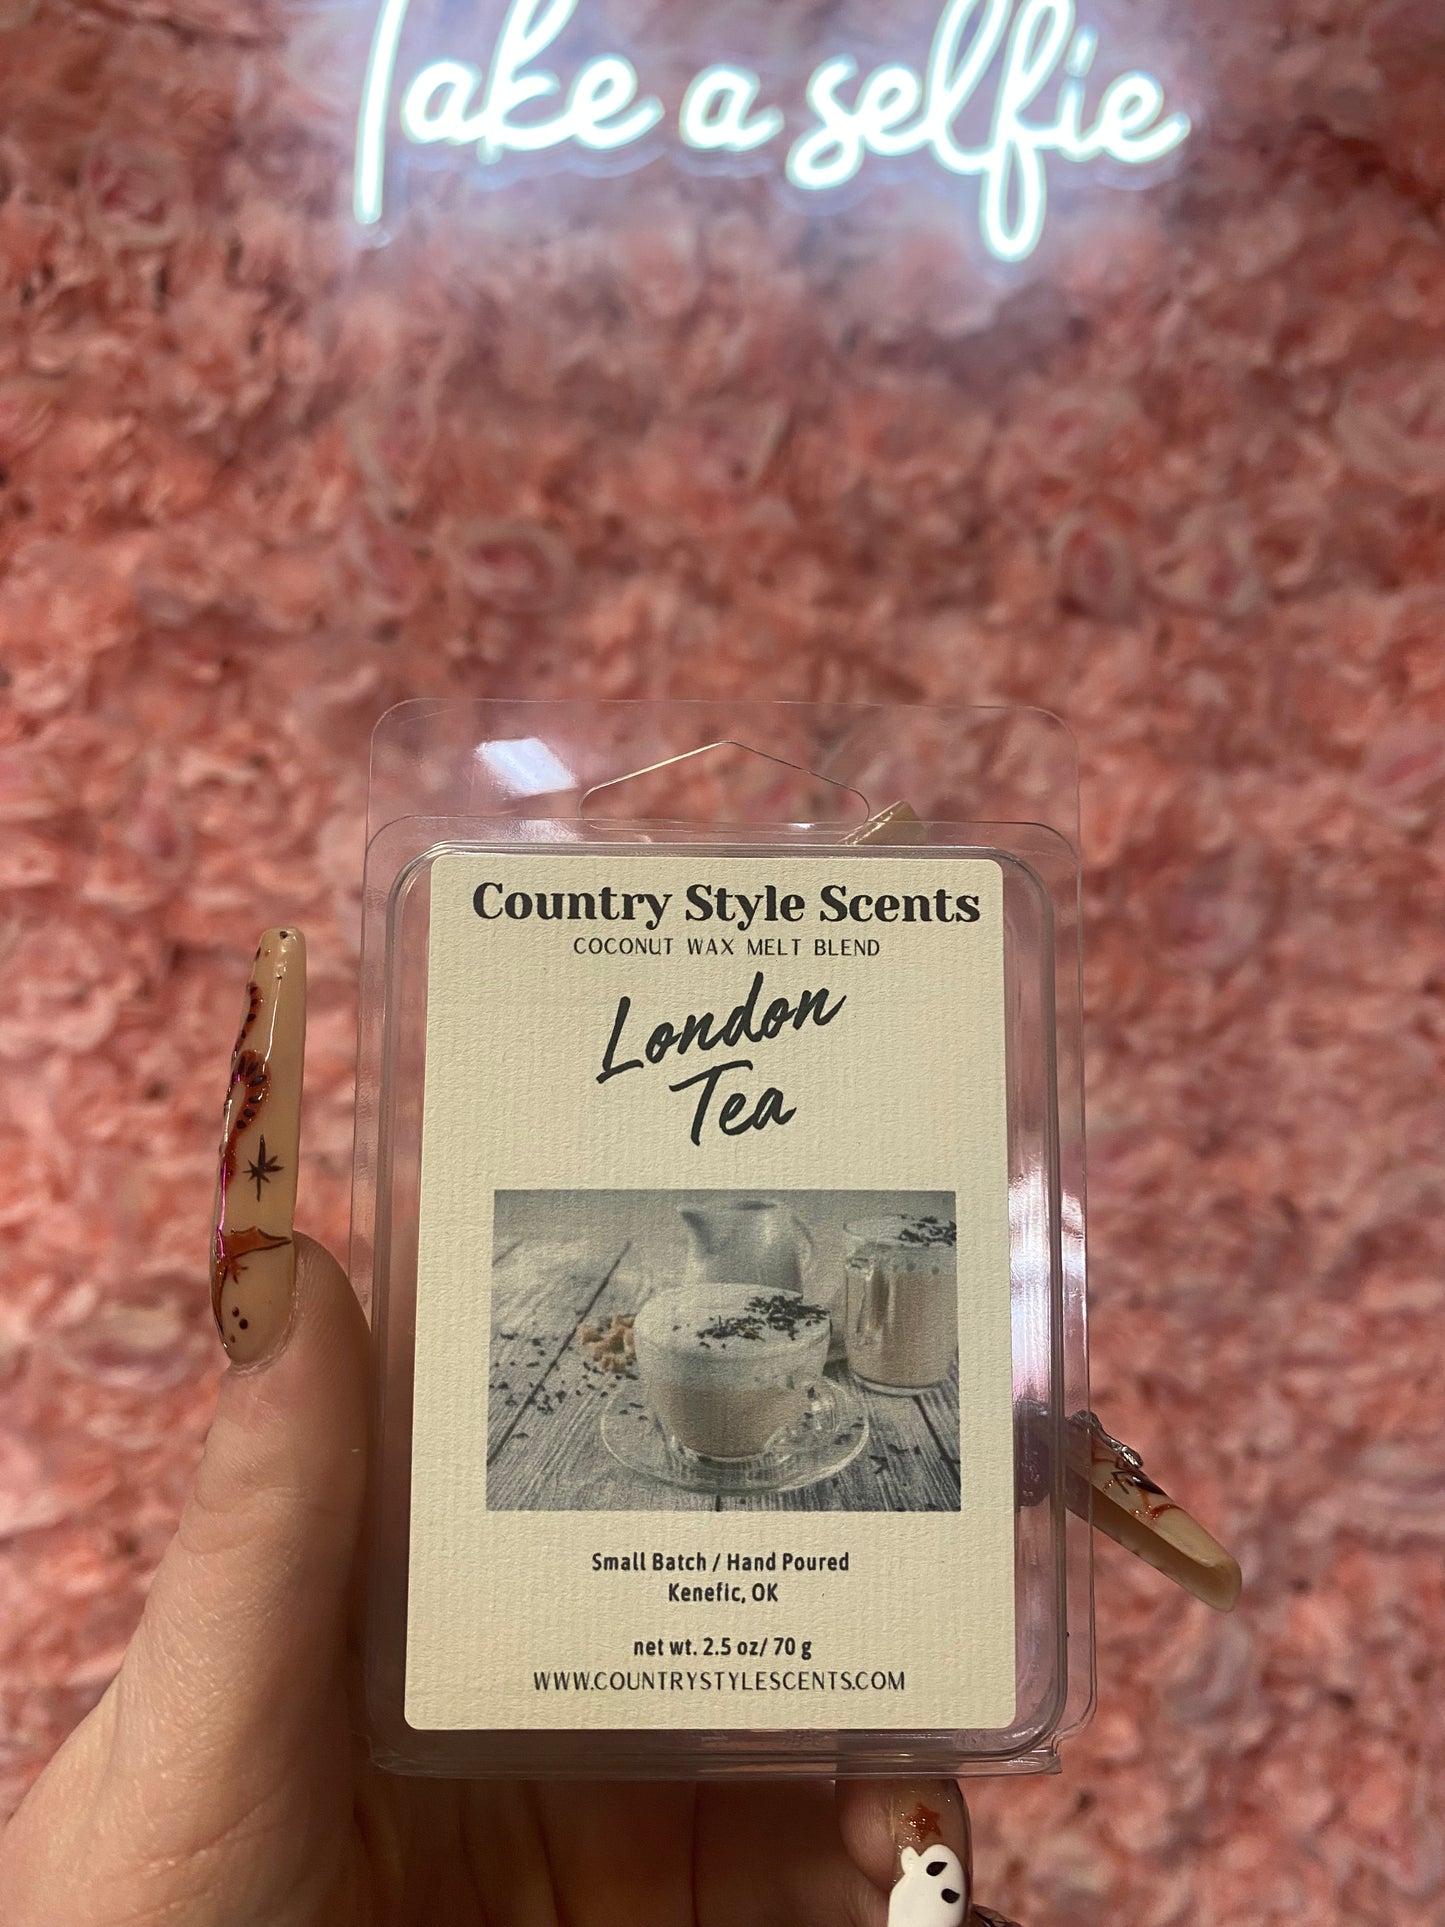 Take a selfie
Country Style Scents
COCONUT WAX MELT BLEND
London
Tea
Small Batch / Hand Poured
Kenefic, OK
net wt. 2.5 oz/ 70 g
WWW.COUNTRYSTYLESCENTS.COM